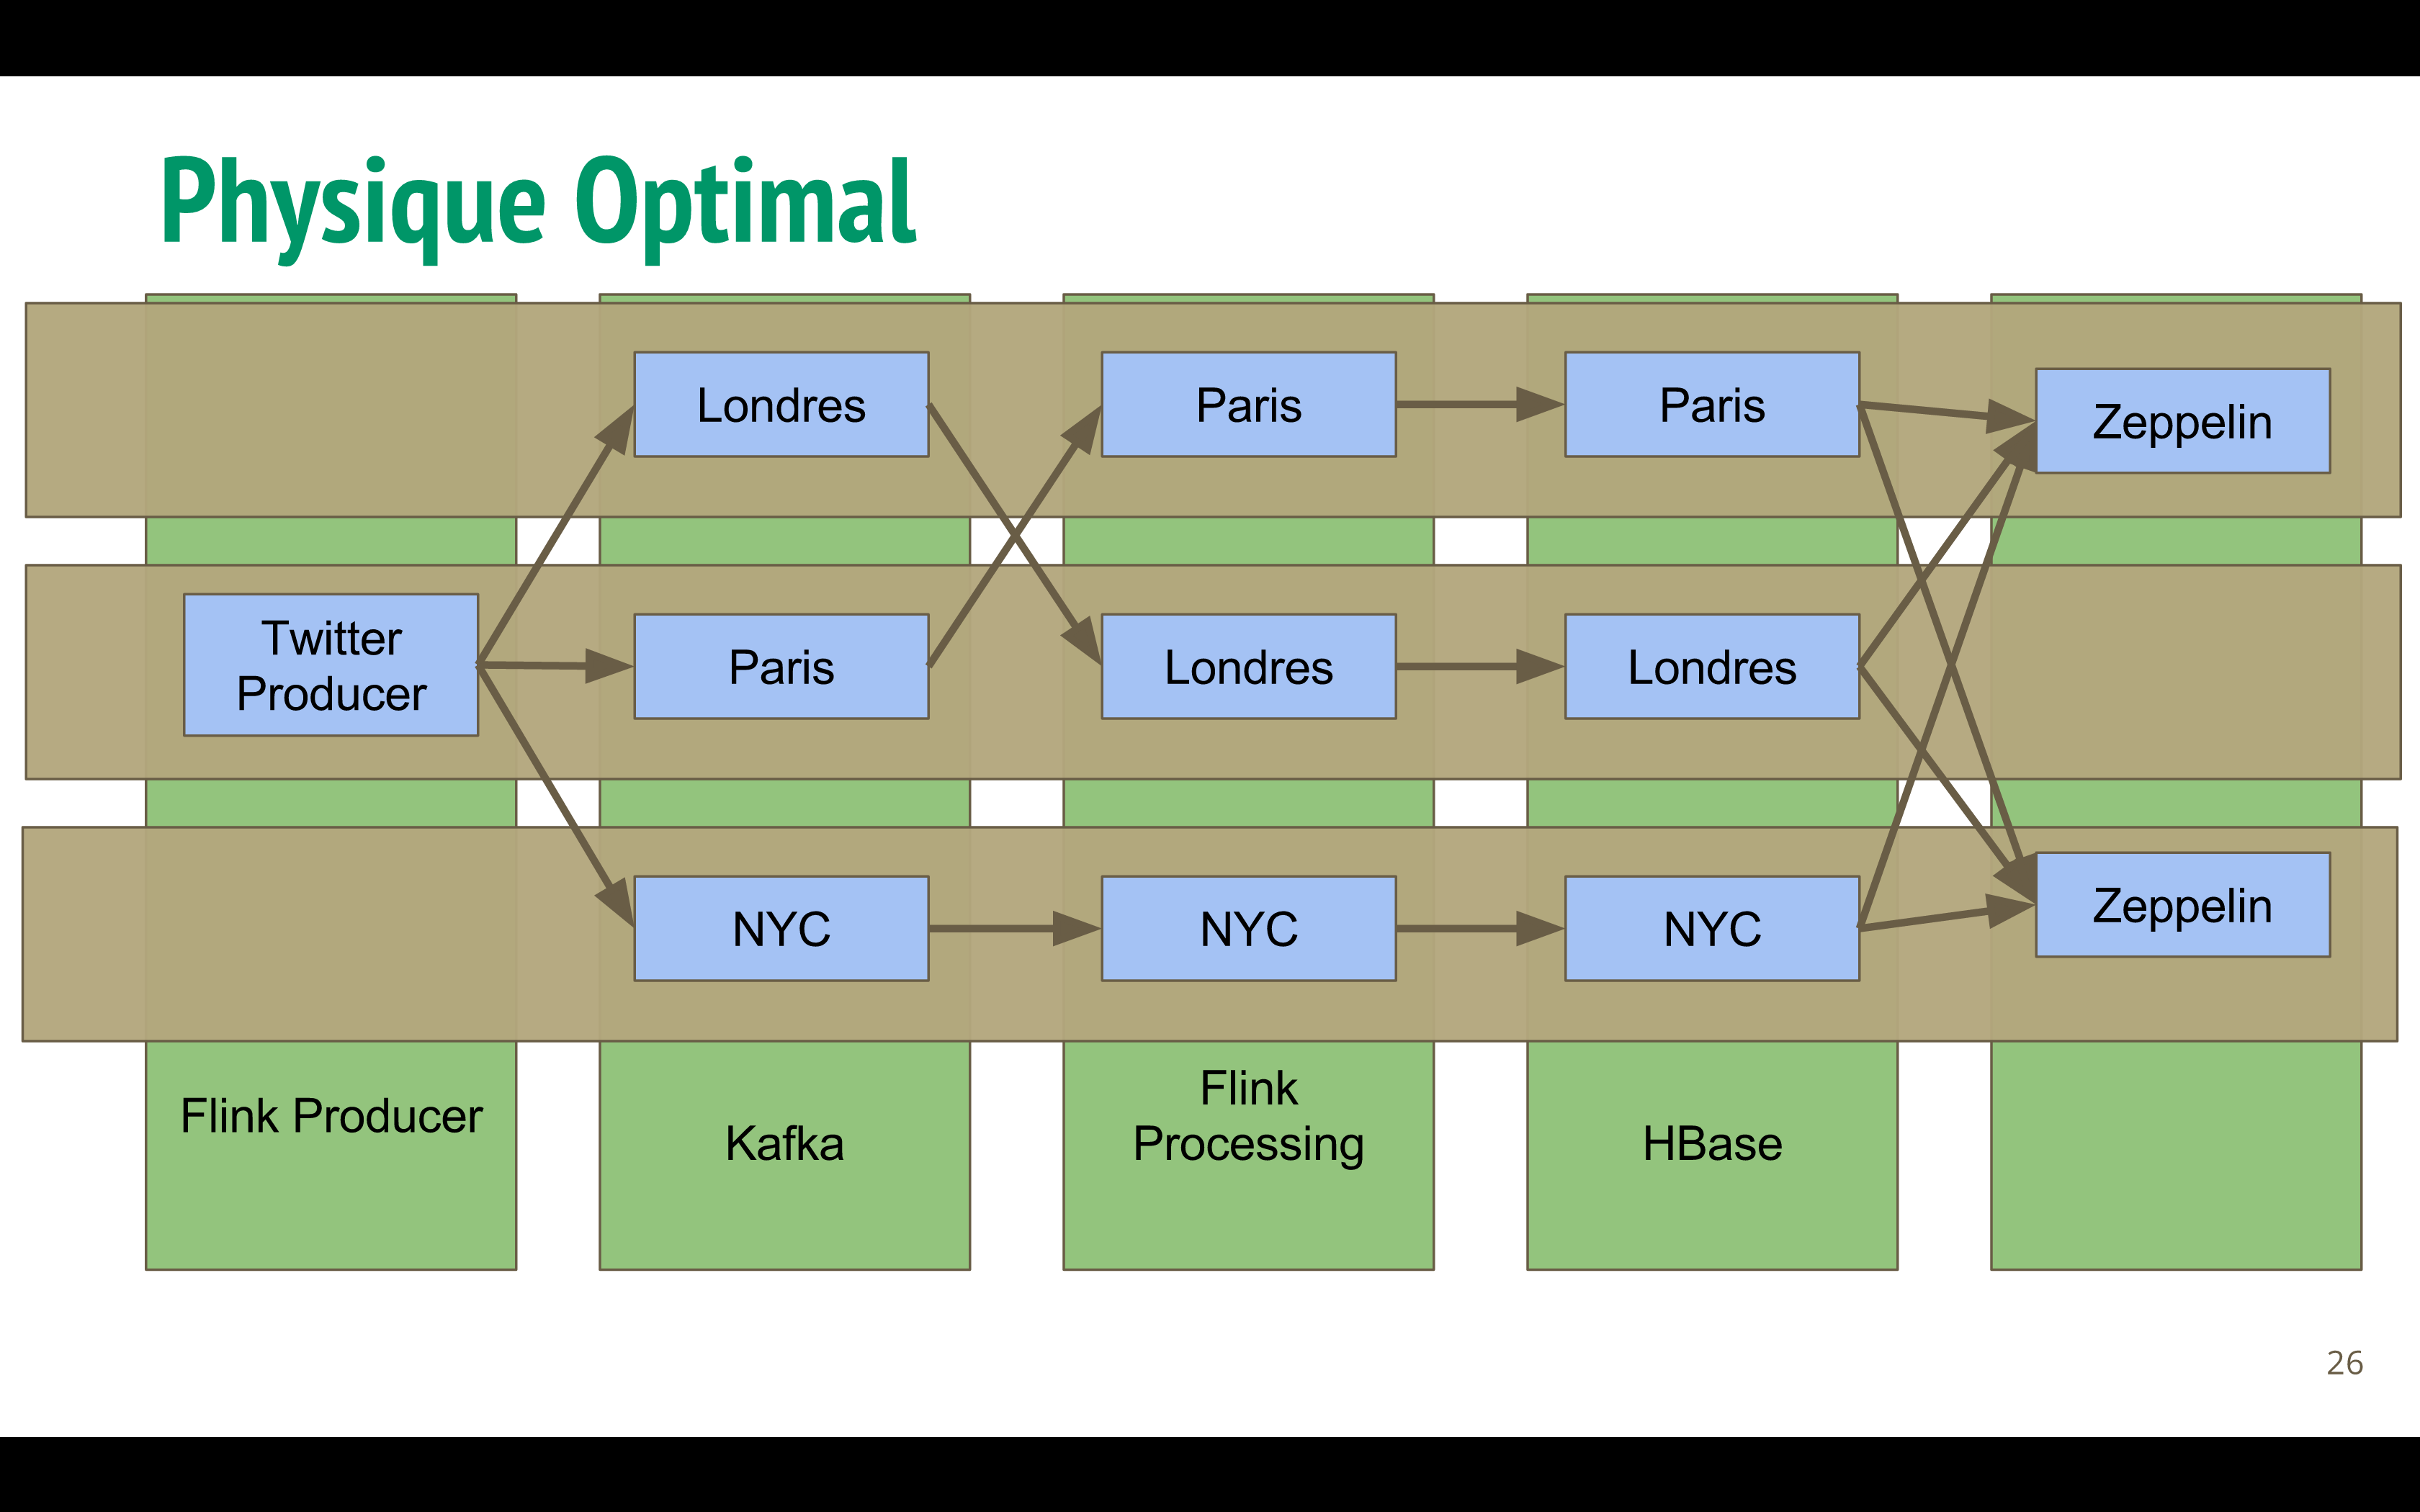 Physique Optimal
Londres
Paris
Paris
Zeppelin
Twitter
Producer
Paris
Londres
Londres
NYC
NYC
NYC
Zeppelin
Flink Producer
Kafka
Flink
Processing
HBase
26